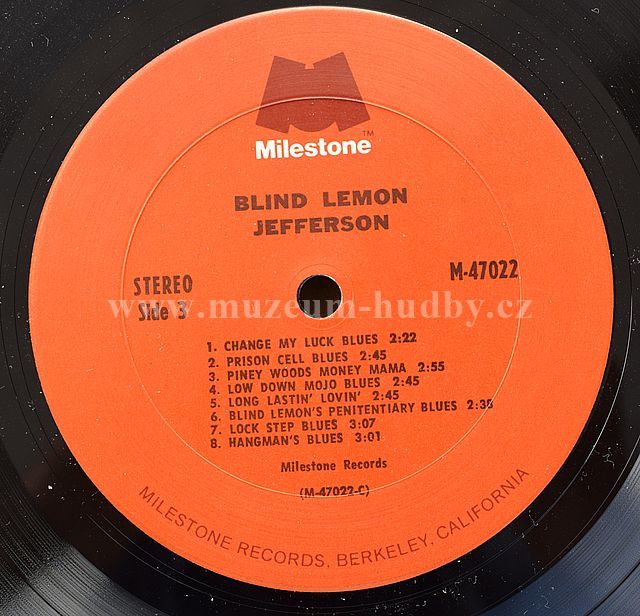 Milestone™
BLIND LEMON
JEFFERSON
STEREO
Side 3
M-47022
www.muzeum-hudby.cz
1. CHANGE MY LUCK BLUES 2:22
2. PRISON CELL BLUES 2:45
3. PINEY WOODS MONEY MAMA 2:55
4. LOW DOWN MOJO BLUES 2:45
5. LONG LASTIN' LOVIN' 2:45
6. BLIND LEMON'S PENITENTIARY BLUES 2:38
7. LOCK STEP BLUES 3:07
8. HANGMAN'S BLUES 3:01
Milestone Records
(M-47022-C)
MILESTONE RECORDS, BERKELEY, CALIFORNIA